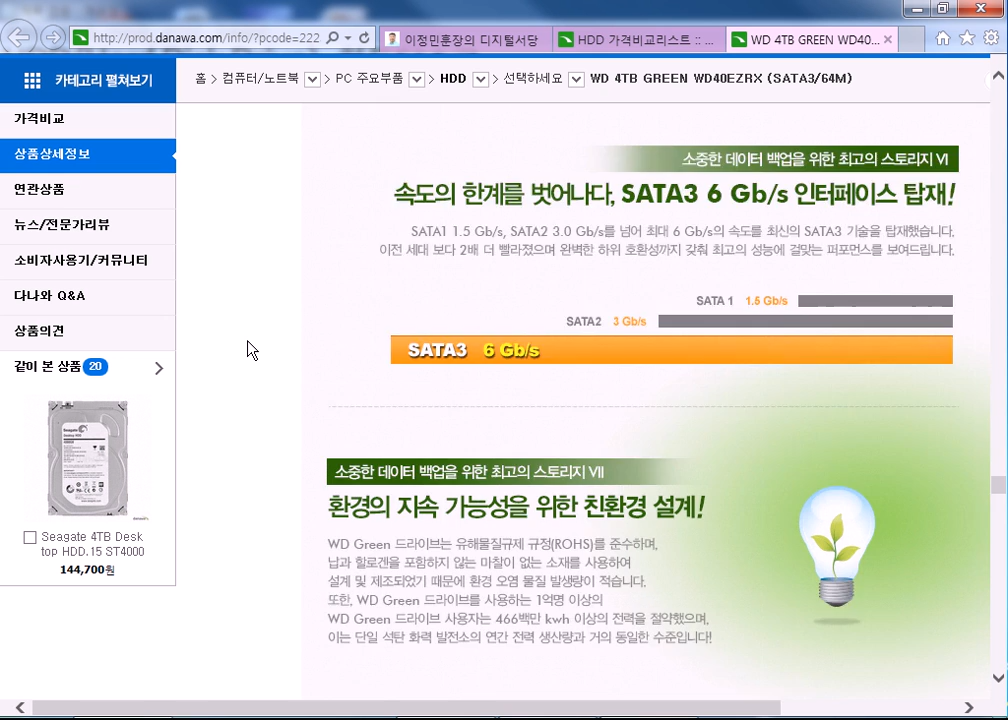 http://prod.danawa.com/info/?pcode=222
이정민훈장의 디지털서당
HDD 가격비교리스트 :: ...
WD 4TB GREEN WD40...
카테고리 펼쳐보기
홈 > 컴퓨터/노트북 > PC 주요부품 > HDD > 선택하세요 WD 4TB GREEN WD40EZRX (SATA3/64M)
가격비교
상품상세정보
연관상품
뉴스/전문가리뷰
소비자사용기/커뮤니티
다나와 Q&A
상품의견
같이 본 상품 20
Seagate
Seagate 4TB Desk
top HDD.15 ST4000
144,700원
소중한 데이터 백업을 위한 최고의 스토리지 VI
속도의 한계를 벗어나다, SATA3 6 Gb/s 인터페이스 탑재!
SATA1 1.5 Gb/s, SATA2 3.0 Gb/s를 넘어 최대 6 Gb/s의 속도를 최신의 SATA3 기술을 탑재했습니다.
이전 세대 보다 2배 더 빨라졌으며 완벽한 하위 호환성까지 갖춰 최고의 성능에 걸맞는 퍼포먼스를 보여드립니다.
SATA 1 1.5 Gb/s
SATA2 3 Gb/s
SATA3 6 Gb/s
소중한 데이터 백업을 위한 최고의 스토리지 VII
환경의 지속 가능성을 위한 친환경 설계!
WD Green 드라이브는 유해물질규제 규정(ROHS)를 준수하며,
납과 할로겐을 포함하지 않는 마찰이 없는 소재를 사용하여
설계 및 제조되었기 때문에 환경 오염 물질 발생량이 적습니다.
또한, WD Green 드라이브를 사용하는 1억명 이상의
WD Green 드라이브 사용자는 466백만 kwh 이상의 전력을 절약했으며,
이는 단일 석탄 화력 발전소의 연간 전력 생산량과 거의 동일한 수준입니다!